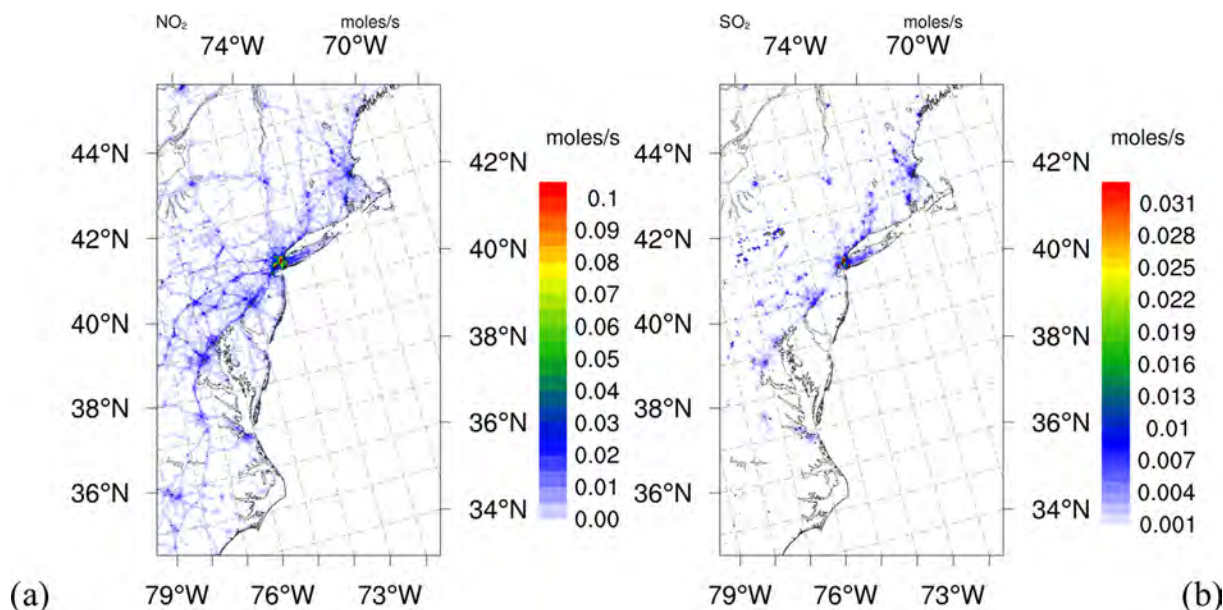 NO₂ moles/s
74°W 70°W
44°N
42°N
40°N
38°N
36°N
42°N
40°N
38°N
36°N
34°N
79°W 76°W 73°W
moles/s
0.1
0.09
0.08
0.07
0.06
0.05
0.04
0.03
0.02
0.01
0.00
(a)
SO₂ moles/s
74°W 70°W
44°N
42°N
40°N
38°N
36°N
42°N
40°N
38°N
36°N
34°N
79°W 76°W 73°W
moles/s
0.031
0.028
0.025
0.022
0.019
0.016
0.013
0.01
0.007
0.004
0.001
(b)